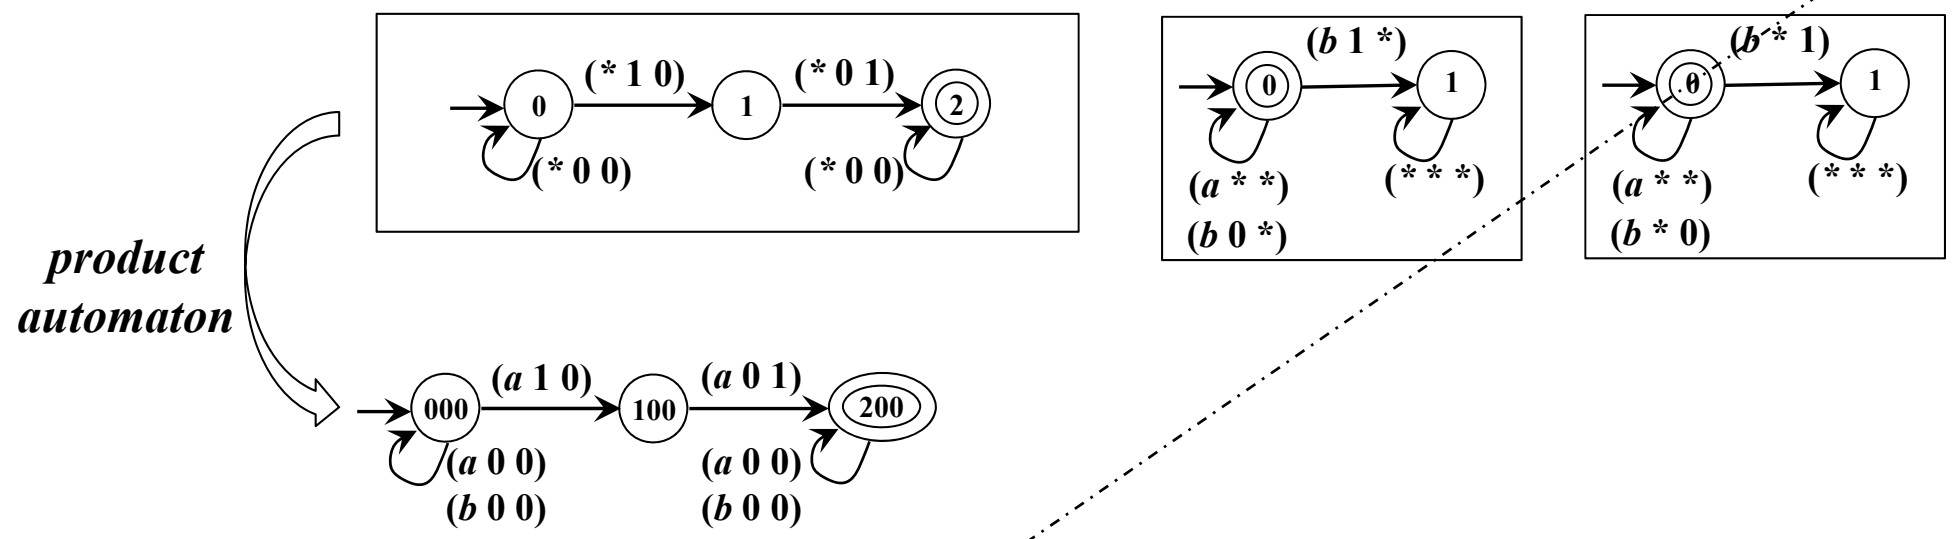 (* 1 0)
(* 0 1)
0
1
2
(* 0 0)
(* 0 0)
(b 1 *)
0
1
(a * *)
(b 0 *)
(* * *)
(b * 1)
0
1
(a * *)
(b * 0)
(* * *)
product
automaton
(a 1 0)
(a 0 1)
000
100
200
(a 0 0)
(b 0 0)
(a 0 0)
(b 0 0)